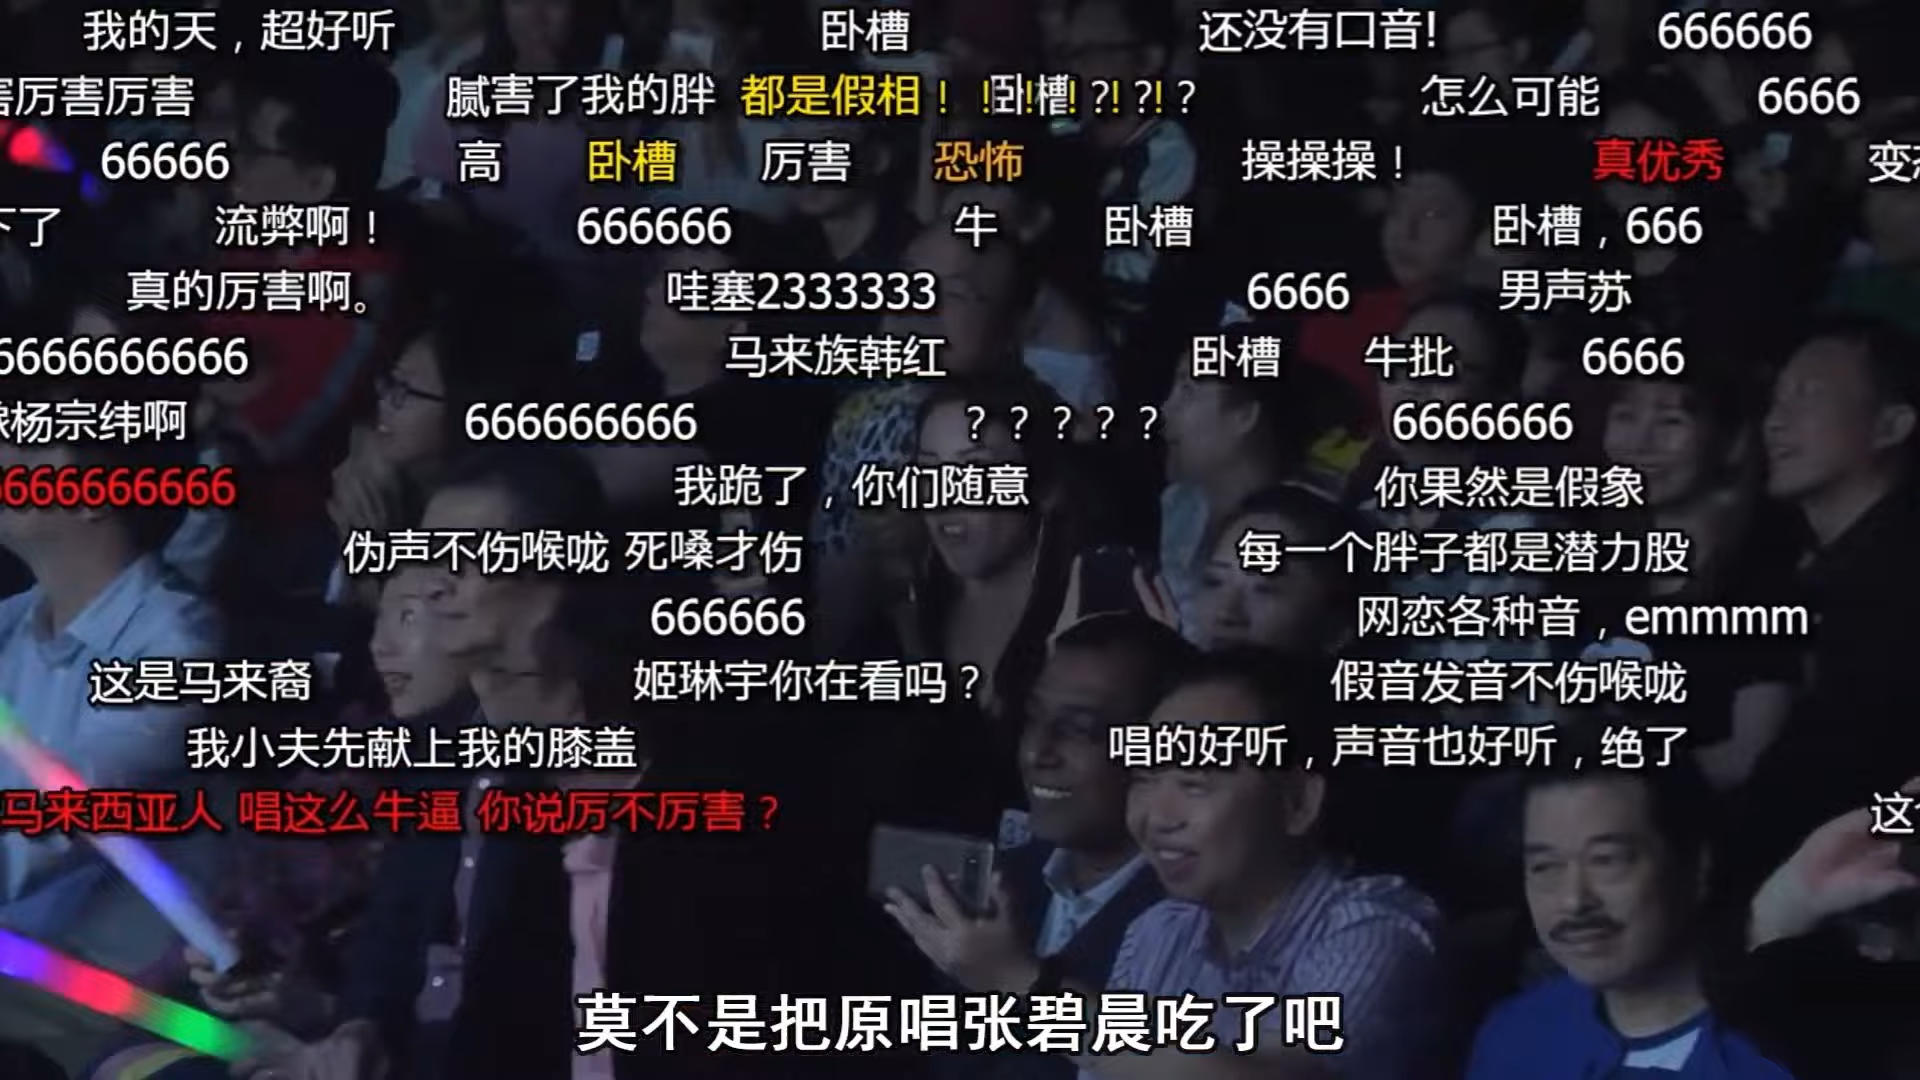 我的天，超好听 卧槽 还没有口音! 666666
害厉害厉害 腻害了我的胖 都是假相！！！！！！ 卧槽？？？ 怎么可能 6666
66666 高 卧槽 厉害 恐怖 操操操！ 真优秀 变态
下了 流弊啊！ 666666 牛 卧槽 卧槽，666
真的厉害啊。 哇塞2333333 6666 男声苏
6666666666 马来族韩红 卧槽 牛批 6666
像杨宗纬啊 666666666 ？？？？？ 6666666
6666666666 我跪了，你们随意 你果然是假象
伪声不伤喉咙 死嗓才伤 每一个胖子都是潜力股
666666 网恋各种音，emmmm
这是马来裔 姬琳宇你在看吗？ 假音发音不伤喉咙
我小夫先献上我的膝盖 唱的好听，声音也好听，绝了
马来西亚人 唱这么牛逼 你说厉不厉害？ 这
莫不是把原唱张碧晨吃了吧